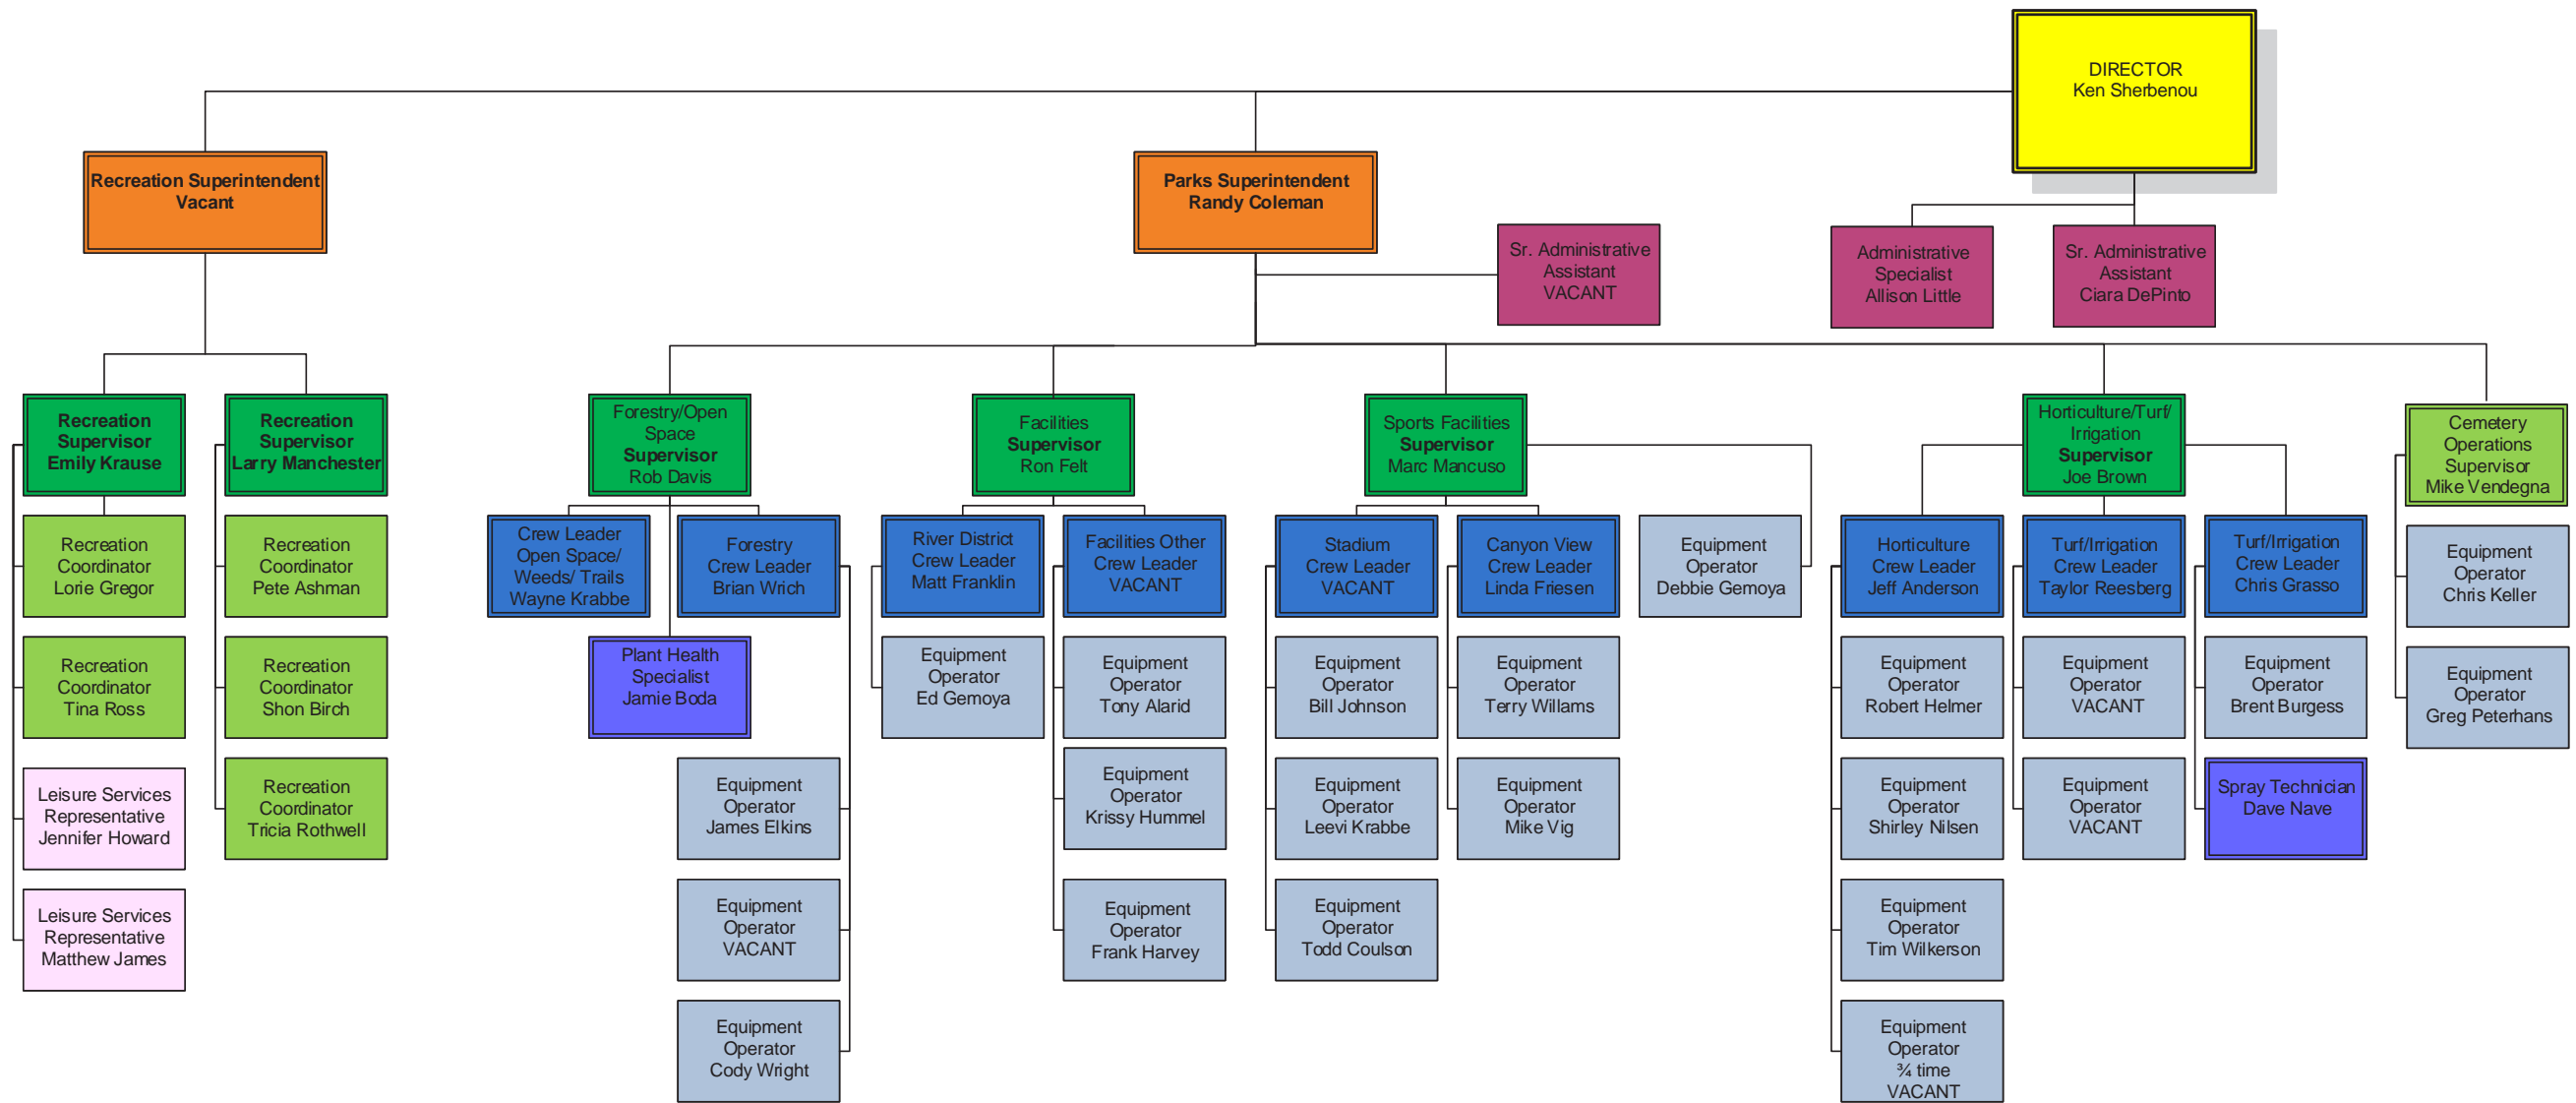 DIRECTOR
Ken Sherbenou
Recreation Superintendent
Vacant
Parks Superintendent
Randy Coleman
Sr. Administrative
Assistant
VACANT
Administrative
Specialist
Allison Little
Sr. Administrative
Assistant
Ciara DePinto
Recreation
Supervisor
Emily Krause
Recreation
Supervisor
Larry Manchester
Forestry/Open
Space
Supervisor
Rob Davis
Facilities
Supervisor
Ron Felt
Sports Facilities
Supervisor
Marc Mancuso
Horticulture/Turf/
Irrigation
Supervisor
Joe Brown
Cemetery
Operations
Supervisor
Mike Vendegna
Recreation
Coordinator
Lorie Gregor
Recreation
Coordinator
Pete Ashman
Crew Leader
Open Space/
Weeds/ Trails
Wayne Krabbe
Forestry
Crew Leader
Brian Wrich
River District
Crew Leader
Matt Franklin
Facilities Other
Crew Leader
VACANT
Stadium
Crew Leader
VACANT
Canyon View
Crew Leader
Linda Friesen
Equipment
Operator
Debbie Gemoya
Horticulture
Crew Leader
Jeff Anderson
Turf/Irrigation
Crew Leader
Taylor Reesberg
Turf/Irrigation
Crew Leader
Chris Grasso
Equipment
Operator
Chris Keller
Recreation
Coordinator
Tina Ross
Recreation
Coordinator
Shon Birch
Plant Health
Specialist
Jamie Boda
Equipment
Operator
Ed Gemoya
Equipment
Operator
Tony Alarid
Equipment
Operator
Bill Johnson
Equipment
Operator
Terry Willams
Equipment
Operator
Robert Helmer
Equipment
Operator
VACANT
Equipment
Operator
Brent Burgess
Equipment
Operator
Greg Peterhans
Leisure Services
Representative
Jennifer Howard
Recreation
Coordinator
Tricia Rothwell
Equipment
Operator
James Elkins
Equipment
Operator
Krissy Hummel
Equipment
Operator
Leevi Krabbe
Equipment
Operator
Mike Vig
Equipment
Operator
Shirley Nilsen
Equipment
Operator
VACANT
Spray Technician
Dave Nave
Leisure Services
Representative
Matthew James
Equipment
Operator
VACANT
Equipment
Operator
Frank Harvey
Equipment
Operator
Todd Coulson
Equipment
Operator
Tim Wilkerson
Equipment
Operator
Cody Wright
Equipment
Operator
¾ time
VACANT